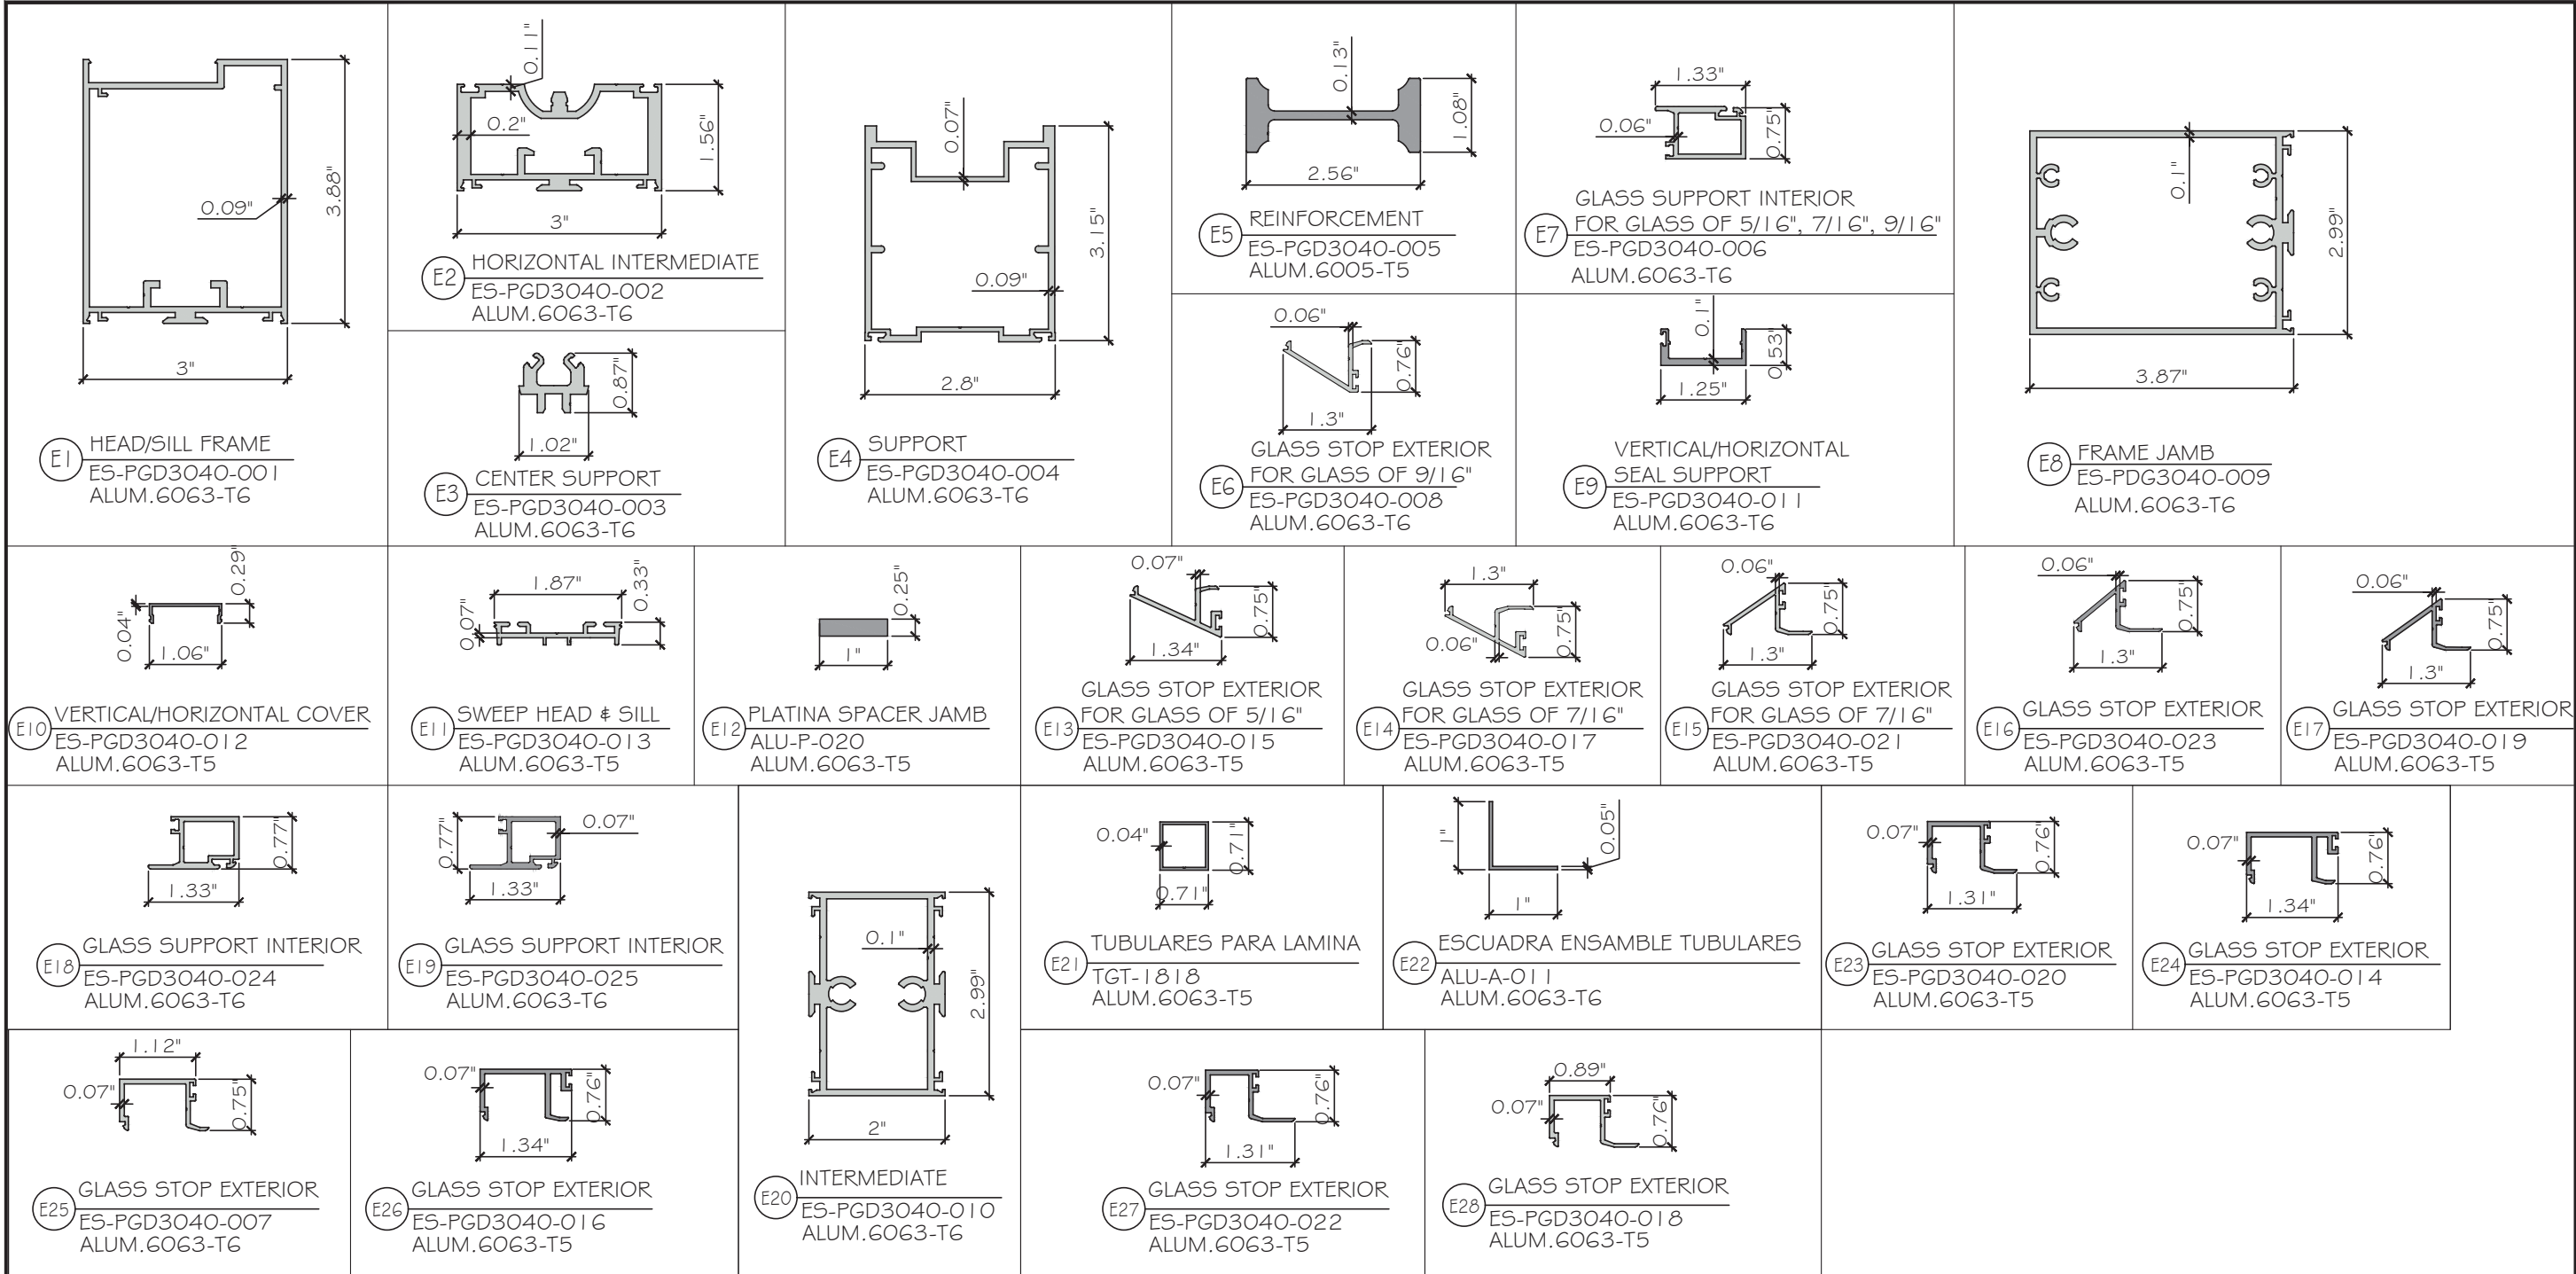 3.88"
0.09"
3"
E1
HEAD/SILL FRAME
ES-PGD3040-001
ALUM.6063-T6
0.11"
0.2"
1.56"
3"
E2
HORIZONTAL INTERMEDIATE
ES-PGD3040-002
ALUM.6063-T6
0.87"
1.02"
E3
CENTER SUPPORT
ES-PGD3040-003
ALUM.6063-T6
0.07"
3.15"
0.09"
2.8"
E4
SUPPORT
ES-PGD3040-004
ALUM.6063-T6
0.13"
1.08"
2.56"
E5
REINFORCEMENT
ES-PGD3040-005
ALUM.6005-T5
0.06"
0.76"
1.3"
E6
GLASS STOP EXTERIOR
FOR GLASS OF 9/16"
ES-PGD3040-008
ALUM.6063-T6
1.33"
0.06"
0.75"
E7
GLASS SUPPORT INTERIOR
FOR GLASS OF 5/16", 7/16", 9/16"
ES-PGD3040-006
ALUM.6063-T6
0.1"
0.53"
1.25"
E9
VERTICAL/HORIZONTAL
SEAL SUPPORT
ES-PGD3040-011
ALUM.6063-T6
0.1"
2.99"
3.87"
E8
FRAME JAMB
ES-PDG3040-009
ALUM.6063-T6
0.29"
0.04"
1.06"
E10
VERTICAL/HORIZONTAL COVER
ES-PGD3040-012
ALUM.6063-T5
1.87"
0.33"
0.07"
E11
SWEEP HEAD & SILL
ES-PGD3040-013
ALUM.6063-T5
0.25"
1"
E12
PLATINA SPACER JAMB
ALU-P-020
ALUM.6063-T5
0.07"
0.75"
1.34"
E13
GLASS STOP EXTERIOR
FOR GLASS OF 5/16"
ES-PGD3040-015
ALUM.6063-T5
1.3"
0.06"
0.75"
E14
GLASS STOP EXTERIOR
FOR GLASS OF 7/16"
ES-PGD3040-017
ALUM.6063-T5
0.06"
0.75"
1.3"
E15
GLASS STOP EXTERIOR
FOR GLASS OF 7/16"
ES-PGD3040-021
ALUM.6063-T5
0.06"
0.75"
1.3"
E16
GLASS STOP EXTERIOR
ES-PGD3040-023
ALUM.6063-T5
0.06"
0.75"
1.3"
E17
GLASS STOP EXTERIOR
ES-PGD3040-019
ALUM.6063-T5
0.77"
1.33"
E18
GLASS SUPPORT INTERIOR
ES-PGD3040-024
ALUM.6063-T6
0.77"
0.07"
1.33"
E19
GLASS SUPPORT INTERIOR
ES-PGD3040-025
ALUM.6063-T6
0.1"
2.99"
2"
E20
INTERMEDIATE
ES-PGD3040-010
ALUM.6063-T6
0.04"
0.71"
0.71"
E21
TUBULARES PARA LAMINA
TGT-1818
ALUM.6063-T5
1"
0.05"
1"
E22
ESCUADRA ENSAMBLE TUBULARES
ALU-A-011
ALUM.6063-T6
0.07"
0.76"
1.31"
E23
GLASS STOP EXTERIOR
ES-PGD3040-020
ALUM.6063-T5
0.07"
0.76"
1.34"
E24
GLASS STOP EXTERIOR
ES-PGD3040-014
ALUM.6063-T5
1.12"
0.07"
0.75"
E25
GLASS STOP EXTERIOR
ES-PGD3040-007
ALUM.6063-T6
0.07"
0.76"
1.34"
E26
GLASS STOP EXTERIOR
ES-PGD3040-016
ALUM.6063-T5
0.07"
0.76"
1.31"
E27
GLASS STOP EXTERIOR
ES-PGD3040-022
ALUM.6063-T5
0.89"
0.07"
0.76"
E28
GLASS STOP EXTERIOR
ES-PGD3040-018
ALUM.6063-T5